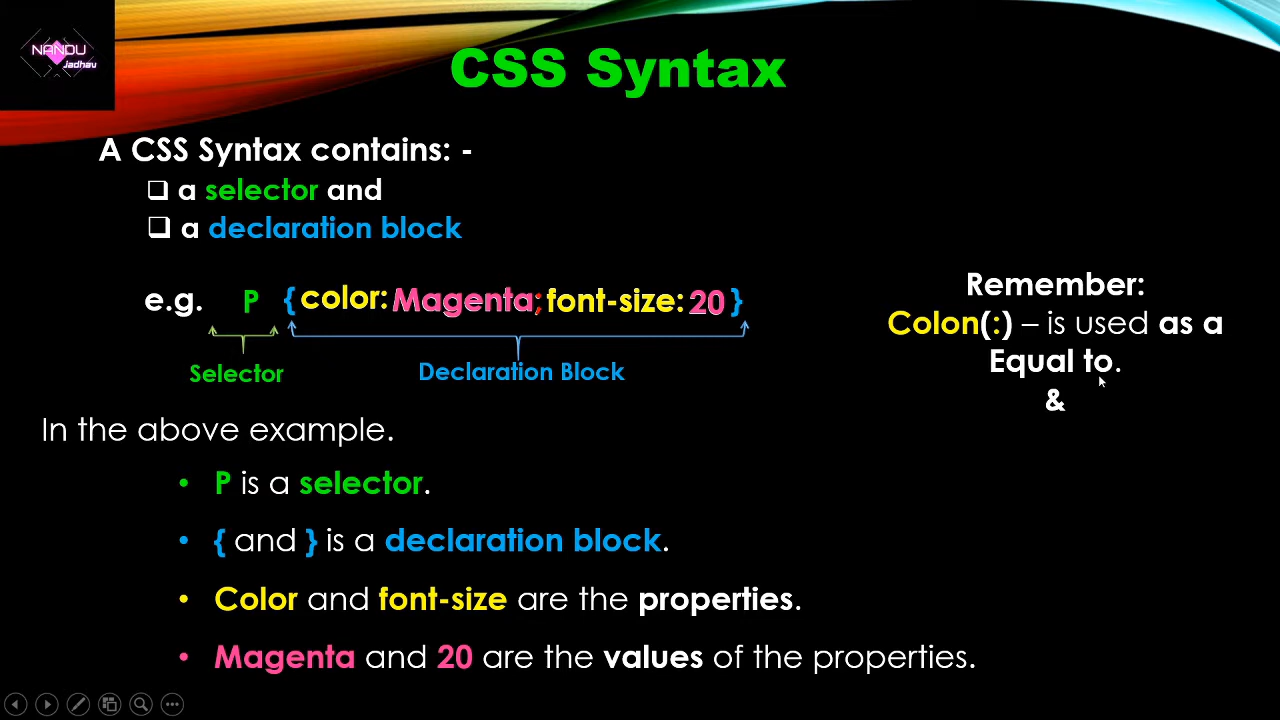 NANDU
Jadhav
CSS Syntax
A CSS Syntax contains: -
a selector and
a declaration block
e.g. P { color: Magenta; font-size: 20 }
Selector
Declaration Block
Remember:
Colon(:) – is used as a
Equal to.
&
In the above example.
• P is a selector.
• { and } is a declaration block.
• Color and font-size are the properties.
• Magenta and 20 are the values of the properties.